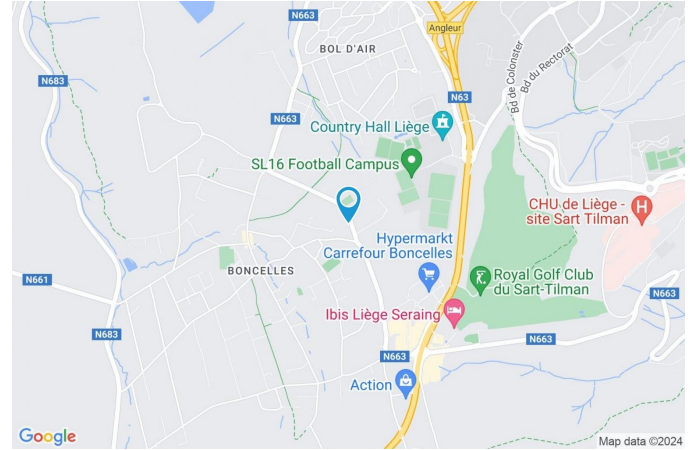 N663
Angleur
BOL D'AIR
N683
N63
Bd de Colonster
Bd du Rectorat
Country Hall Liège
SL16 Football Campus
CHU de Liège -
site Sart Tilman
Hypermarkt
Carrefour Boncelles
BONCELLES
N661
Royal Golf Club
du Sart-Tilman
N663
Ibis Liège Seraing
N683
N663
N663
Action
Google
Map data ©2024